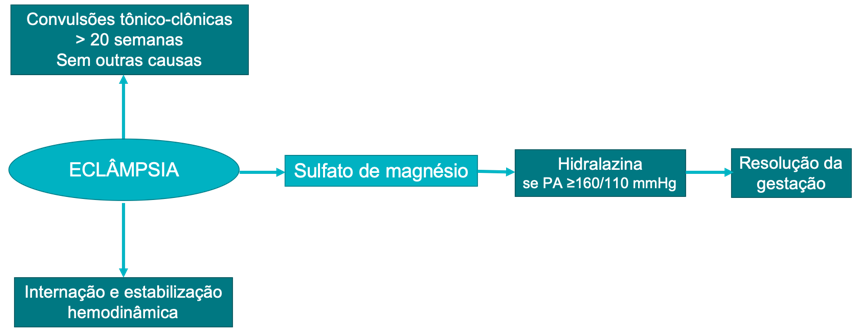 Convulsões tônico-clônicas
> 20 semanas
Sem outras causas
ECLÂMPSIA
Sulfato de magnésio
Hidralazina
se PA ≥160/110 mmHg
Resolução da
gestação
Internação e estabilização
hemodinâmica